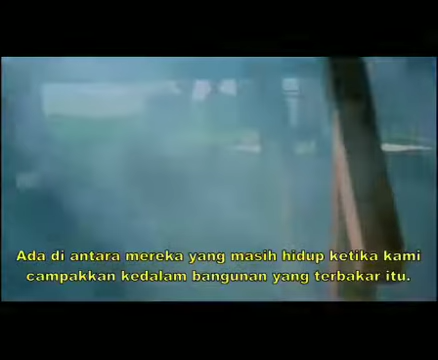 Ada di antara mereka yang masih hidup ketika kami
campakkan kedalam bangunan yang terbakar itu.